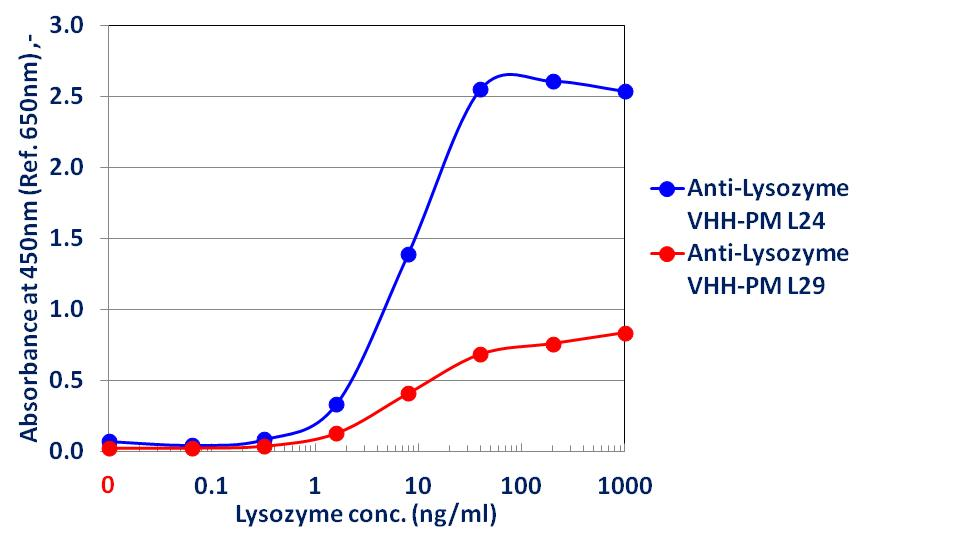 Absorbance at 450nm (Ref. 650nm) ,-
3.0
2.5
2.0
1.5
1.0
0.5
0.0
0 0.1 1 10 100 1000
Lysozyme conc. (ng/ml)
Anti-Lysozyme
VHH-PM L24
Anti-Lysozyme
VHH-PM L29